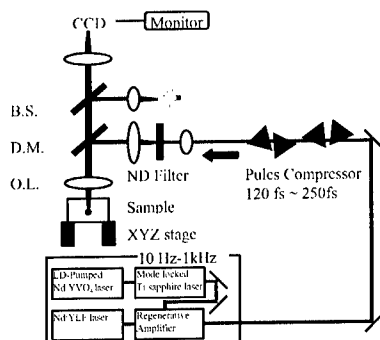 CCD
Monitor
B.S.
D.M.
O.L.
ND Filter
Pulcs Compressor
120 fs ~ 250fs
Sample
XYZ stage
10 Hz-1kHz
LD-Pumped
Nd YVO₄ laser
Mode locked
Ti sapphire laser
Nd YLF laser
Regenerative
Amplifier